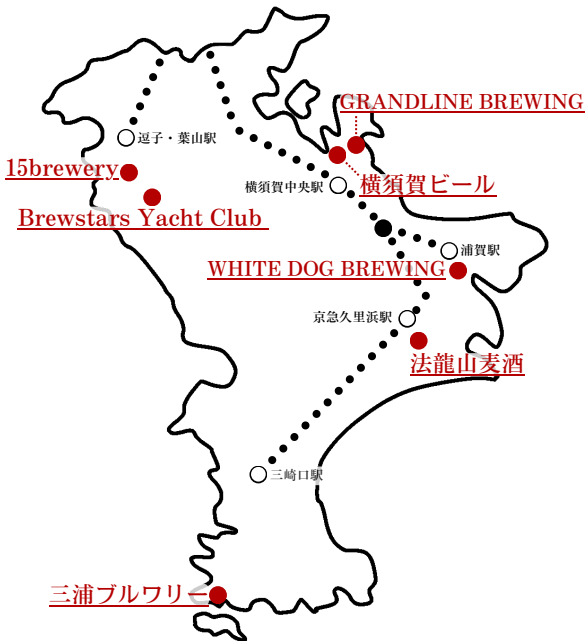 GRANDLINE BREWING
逗子・葉山駅
15brewery
横須賀中央駅
横須賀ビール
Brewstars Yacht Club
浦賀駅
WHITE DOG BREWING
京急久里浜駅
法龍山麦酒
三崎口駅
三浦ブルワリー